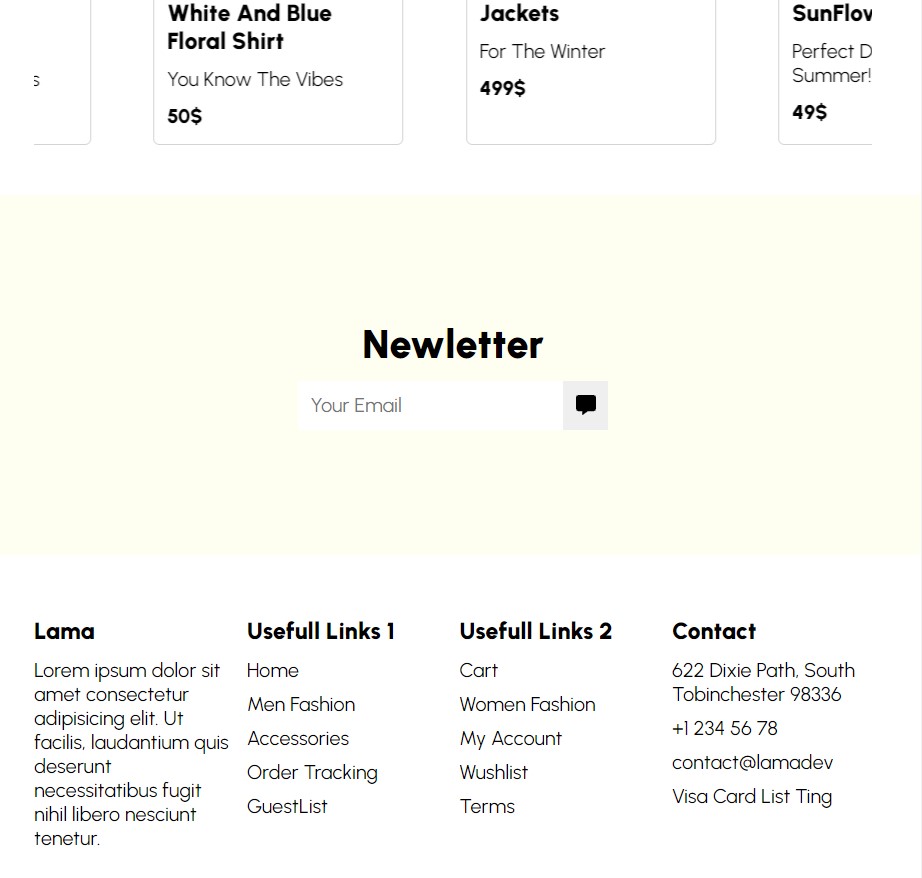 s
White And Blue
Floral Shirt
You Know The Vibes
50$
Jackets
For The Winter
499$
SunFlov
Perfect D
Summer!
49$
Newletter
Your Email
Lama
Lorem ipsum dolor sit
amet consectetur
adipisicing elit. Ut
facilis, laudantium quis
deserunt
necessitatibus fugit
nihil libero nesciunt
tenetur.
Usefull Links 1
Home
Men Fashion
Accessories
Order Tracking
GuestList
Usefull Links 2
Cart
Women Fashion
My Account
Wushlist
Terms
Contact
622 Dixie Path, South
Tobinchester 98336
+1 234 56 78
contact@lamadev
Visa Card List Ting